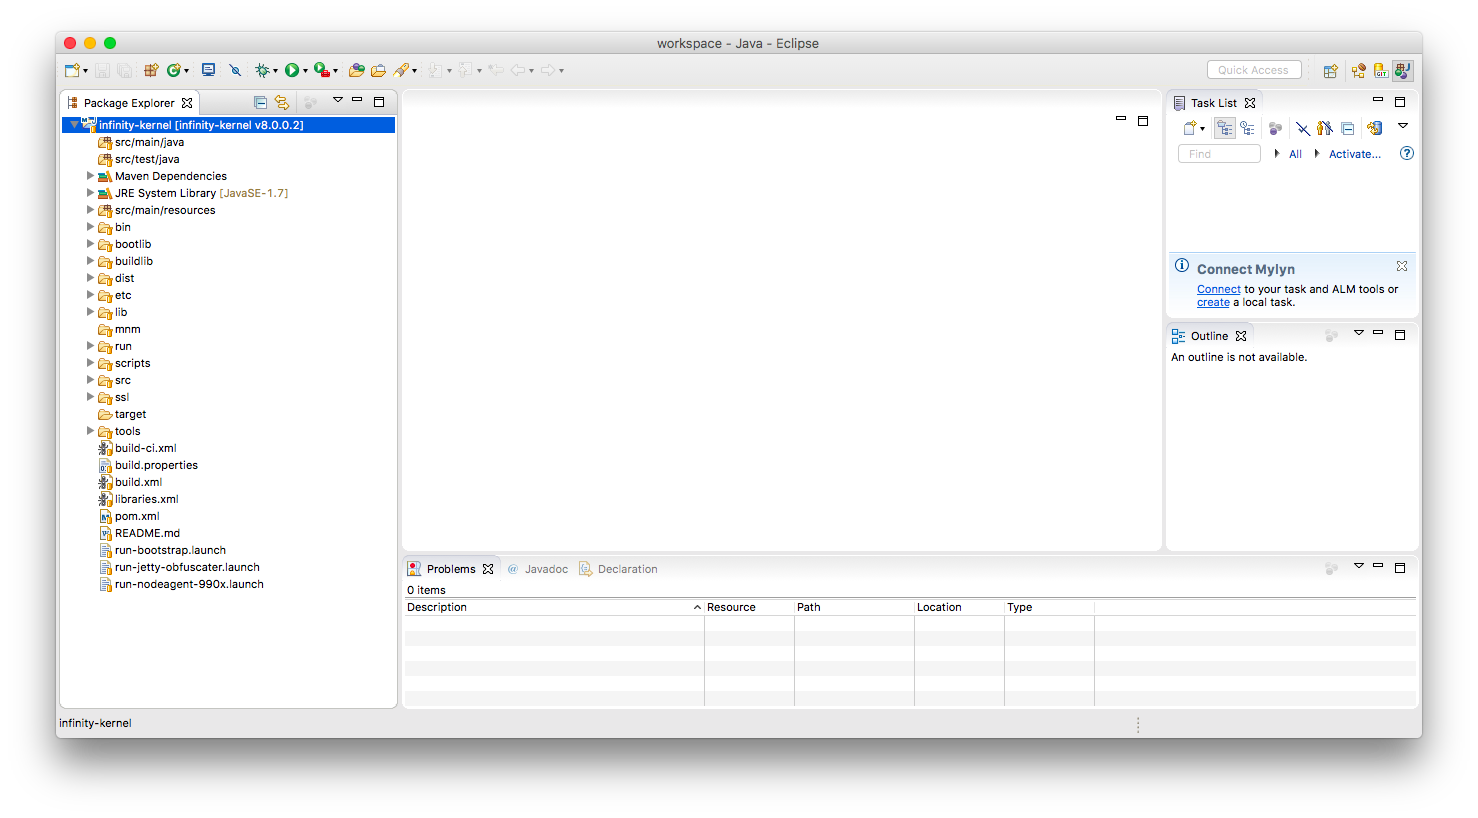 workspace - Java - Eclipse
Quick Access
GIT
Package Explorer
infinity-kernel [infinity-kernel v8.0.0.2]
src/main/java
src/test/java
Maven Dependencies
JRE System Library [JavaSE-1.7]
src/main/resources
bin
bootlib
buildlib
dist
etc
lib
mnm
run
scripts
src
ssl
target
tools
build-ci.xml
build.properties
build.xml
libraries.xml
pom.xml
README.md
run-bootstrap.launch
run-jetty-obfuscater.launch
run-nodeagent-990x.launch
Task List
Find
All
Activate...
Connect Mylyn
Connect to your task and ALM tools or
create a local task.
Outline
An outline is not available.
Problems
@ Javadoc
Declaration
0 items
Description Resource Path Location Type
infinity-kernel